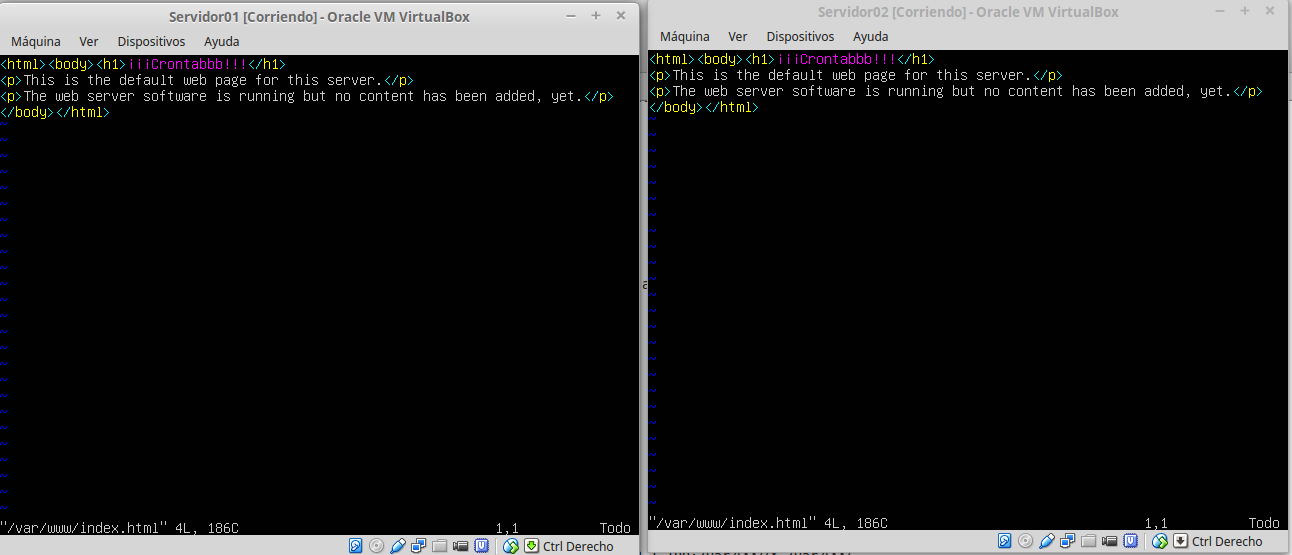 Servidor01 [Corriendo] - Oracle VM VirtualBox
Máquina Ver Dispositivos Ayuda
<html><body><h1>¡¡¡Crontabbb!!!</h1>
<p>This is the default web page for this server.</p>
<p>The web server software is running but no content has been added, yet.</p>
</body></html>
"/var/www/index.html" 4L, 186C 1,1 Todo
Ctrl Derecho
Servidor02 [Corriendo] - Oracle VM VirtualBox
Máquina Ver Dispositivos Ayuda
<html><body><h1>¡¡¡Crontabbb!!!</h1>
<p>This is the default web page for this server.</p>
<p>The web server software is running but no content has been added, yet.</p>
</body></html>
"/var/www/index.html" 4L, 186C 1,1 Todo
Ctrl Derecho